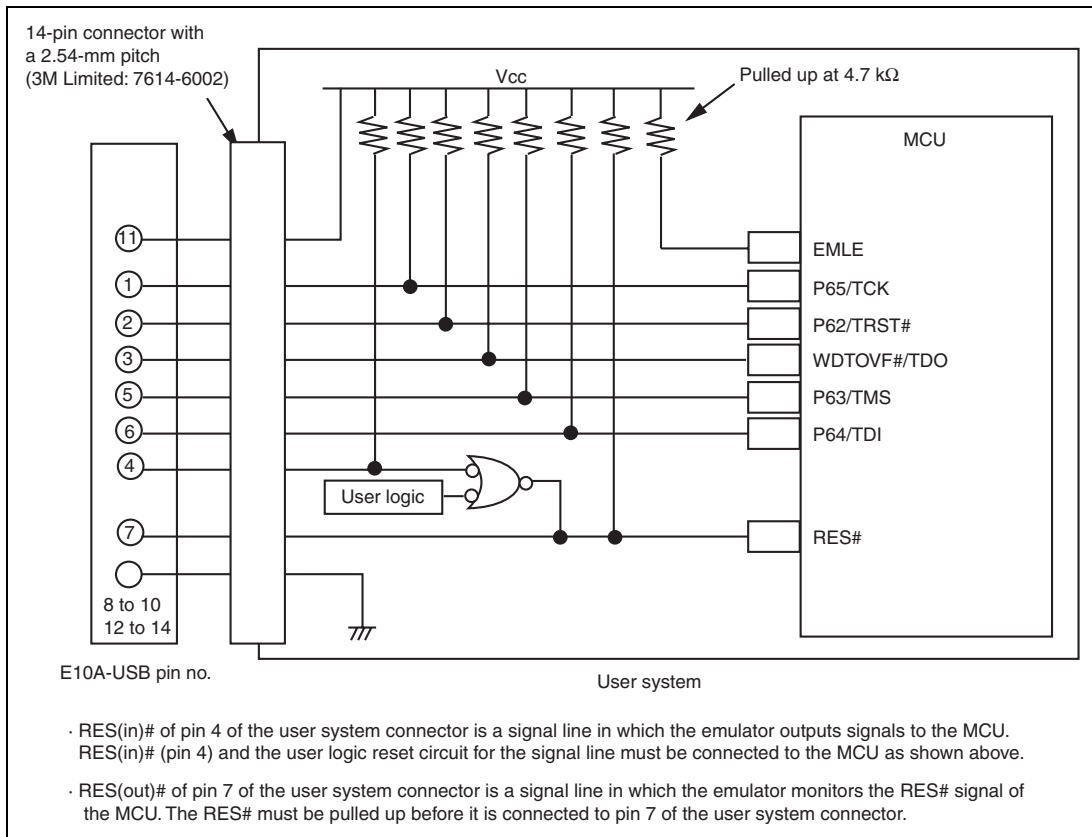 14-pin connector with
a 2.54-mm pitch
(3M Limited: 7614-6002)
Vcc
Pulled up at 4.7 kΩ
MCU
11
EMLE
1
P65/TCK
2
P62/TRST#
3
WDTOVF#/TDO
5
P63/TMS
6
P64/TDI
4
User logic
7
RES#
8 to 10
12 to 14
E10A-USB pin no.
User system
· RES(in)# of pin 4 of the user system connector is a signal line in which the emulator outputs signals to the MCU.
RES(in)# (pin 4) and the user logic reset circuit for the signal line must be connected to the MCU as shown above.
· RES(out)# of pin 7 of the user system connector is a signal line in which the emulator monitors the RES# signal of
the MCU. The RES# must be pulled up before it is connected to pin 7 of the user system connector.